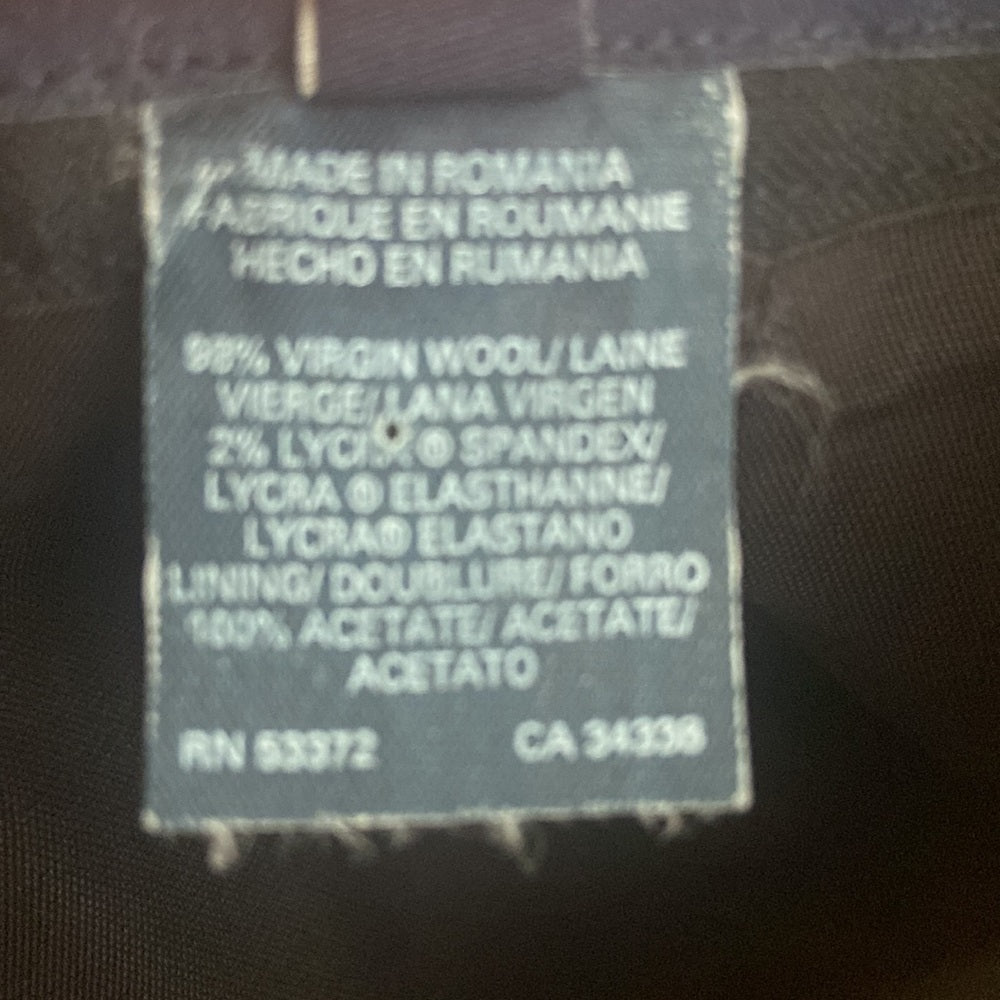 MADE IN ROMANIA
FABRIQUE EN ROUMANIE
HECHO EN RUMANIA
98% VIRGIN WOOL/ LAINE
VIERGE/LANA VIRGEN
2% LYCRA ® SPANDEX/
LYCRA ® ELASTHANNE/
LYCRA® ELASTANO
LINING/ DOUBLURE/ FORRO
100% ACETATE/ ACETATE/
ACETATO
RN 53372
CA 34336